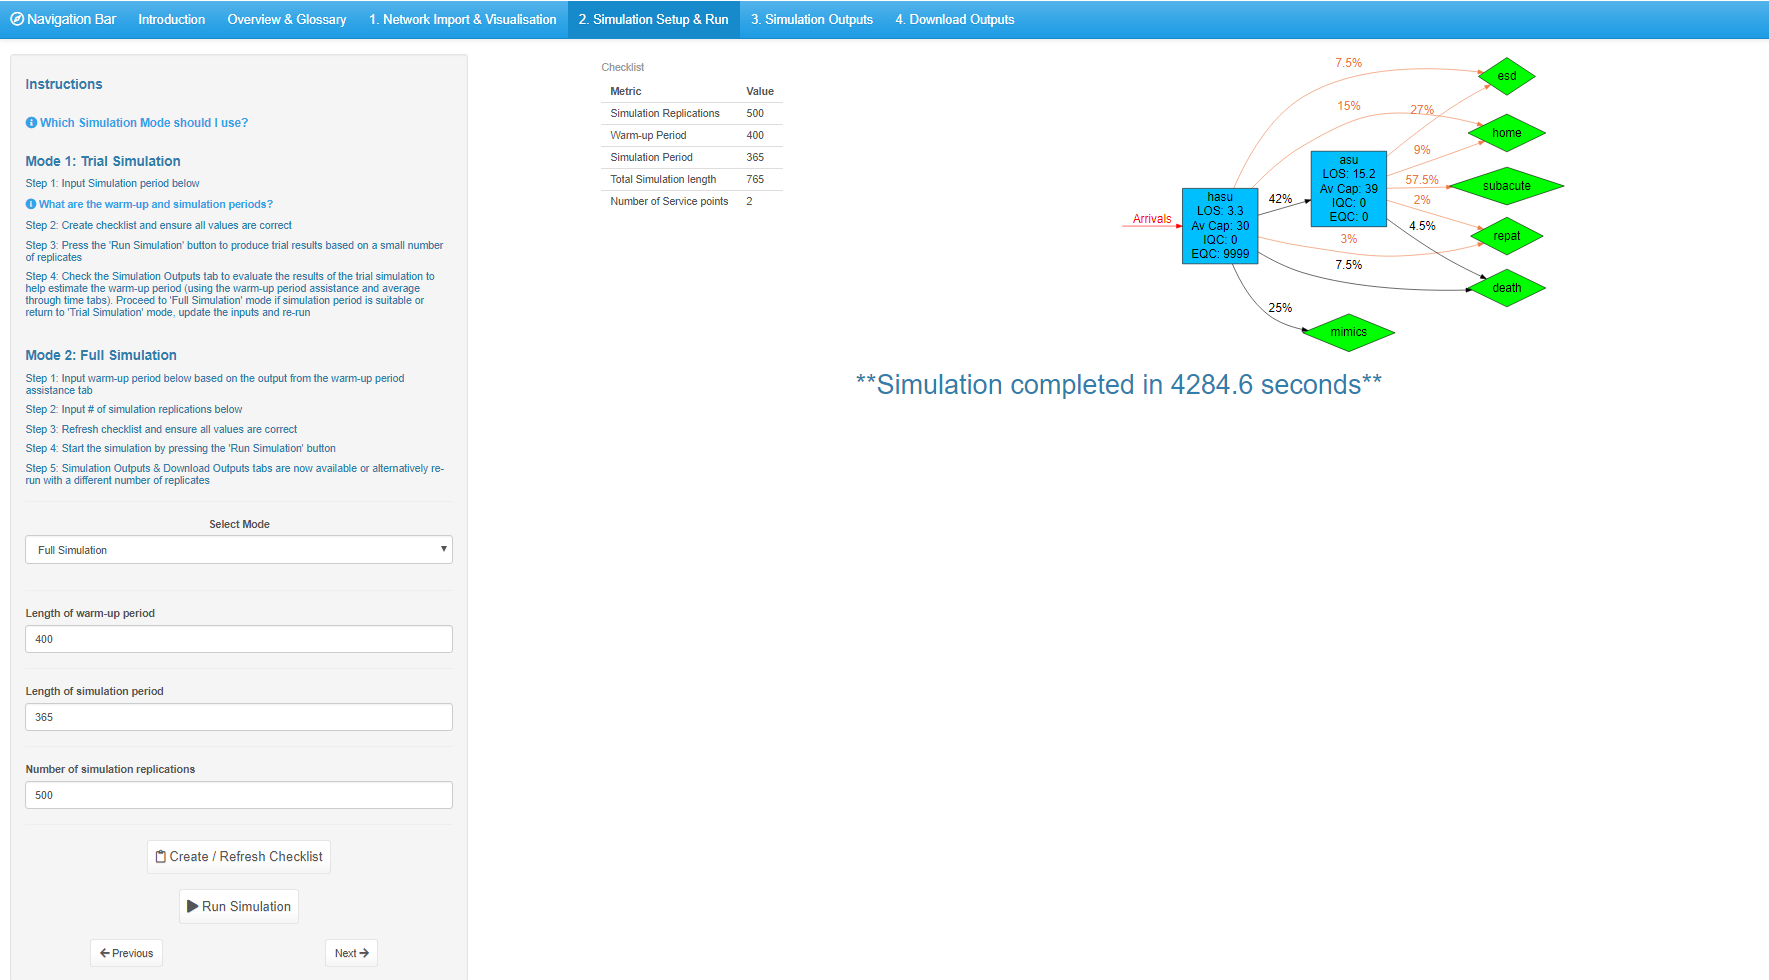 Navigation Bar Introduction Overview & Glossary 1. Network Import & Visualisation 2. Simulation Setup & Run 3. Simulation Outputs 4. Download Outputs
Instructions
Which Simulation Mode should I use?
Mode 1: Trial Simulation
Step 1: Input Simulation period below
What are the warm-up and simulation periods?
Step 2: Create checklist and ensure all values are correct
Step 3: Press the 'Run Simulation' button to produce trial results based on a small number
of replicates
Step 4: Check the Simulation Outputs tab to evaluate the results of the trial simulation to
help estimate the warm-up period (using the warm-up period assistance and average
through time tabs). Proceed to 'Full Simulation' mode if simulation period is suitable or
return to 'Trial Simulation' mode, update the inputs and re-run
Mode 2: Full Simulation
Step 1: Input warm-up period below based on the output from the warm-up period
assistance tab
Step 2: Input # of simulation replications below
Step 3: Refresh checklist and ensure all values are correct
Step 4: Start the simulation by pressing the 'Run Simulation' button
Step 5: Simulation Outputs & Download Outputs tabs are now available or alternatively re-
run with a different number of replicates
Select Mode
Full Simulation
Length of warm-up period
400
Length of simulation period
365
Number of simulation replications
500
Create / Refresh Checklist
Run Simulation
Previous Next
Checklist
Metric Value
Simulation Replications 500
Warm-up Period 400
Simulation Period 365
Total Simulation length 765
Number of Service points 2
Arrivals
hasu
LOS: 3.3
Av Cap: 30
IQC: 0
EQC: 9999
7.5%
15%
42%
3%
7.5%
25%
asu
LOS: 15.2
Av Cap: 39
IQC: 0
EQC: 0
27%
9%
57.5%
2%
4.5%
esd
home
subacute
repat
death
mimics
**Simulation completed in 4284.6 seconds**